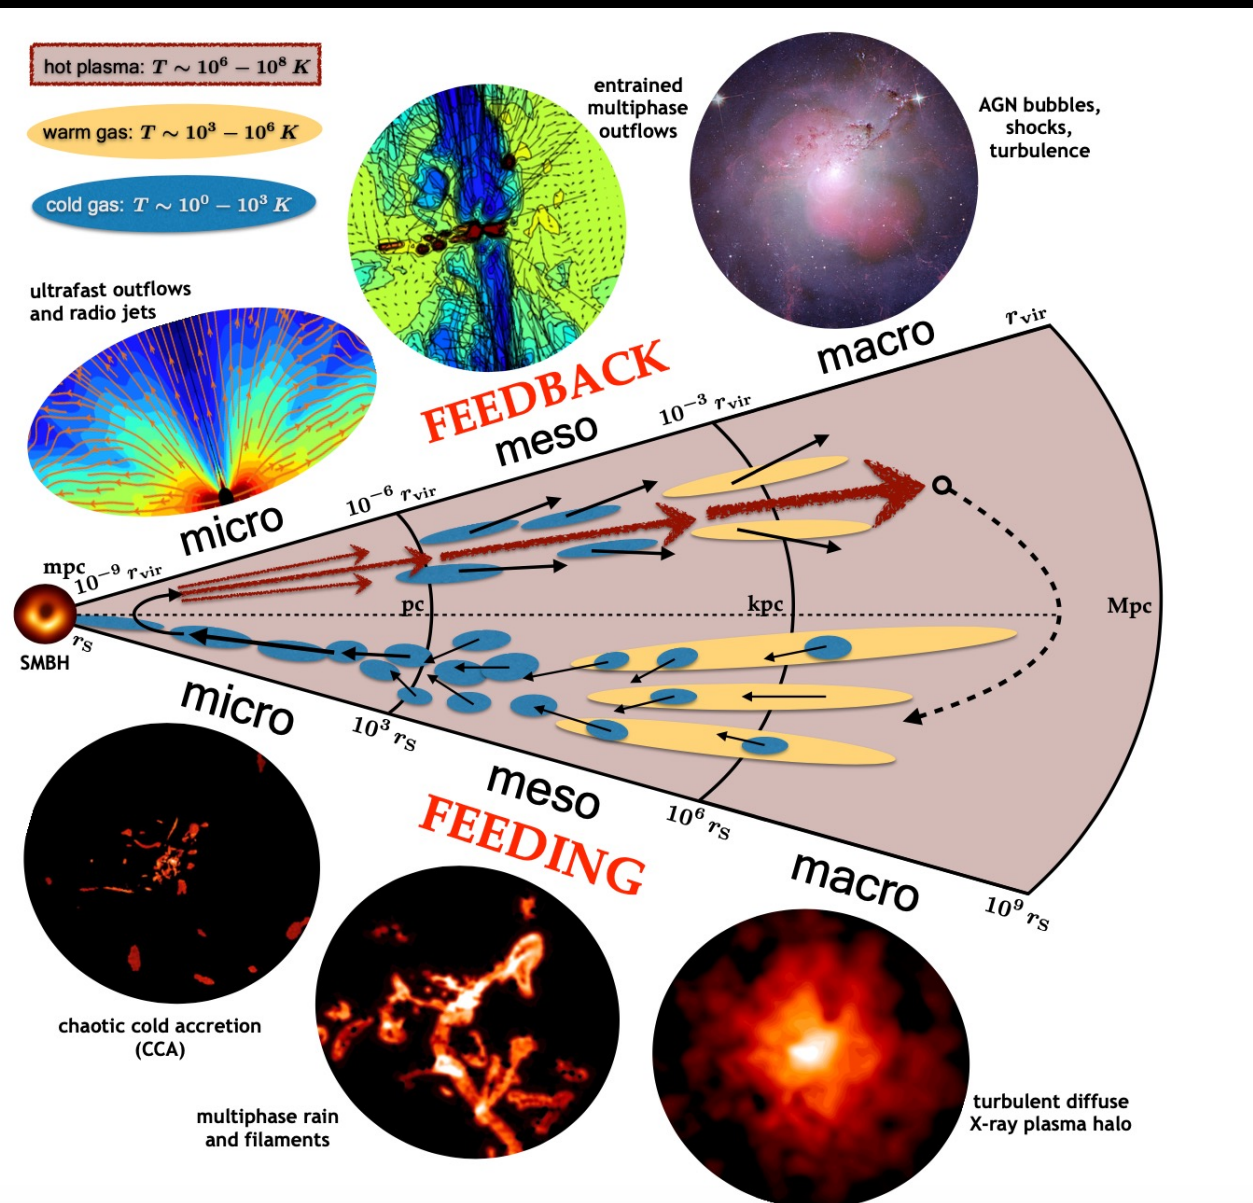 hot plasma: T ~ 10⁶ − 10⁸ K
warm gas: T ~ 10³ − 10⁶ K
cold gas: T ~ 10⁰ − 10³ K
entrained
multiphase
outflows
AGN bubbles,
shocks,
turbulence
ultrafast outflows
and radio jets
FEEDBACK
micro
meso
macro
mpc
10⁻⁹ r_vir
10⁻⁶ r_vir
10⁻³ r_vir
r_vir
pc
kpc
Mpc
SMBH
r_S
10³ r_S
10⁶ r_S
10⁹ r_S
micro
meso
macro
FEEDING
chaotic cold accretion
(CCA)
multiphase rain
and filaments
turbulent diffuse
X-ray plasma halo